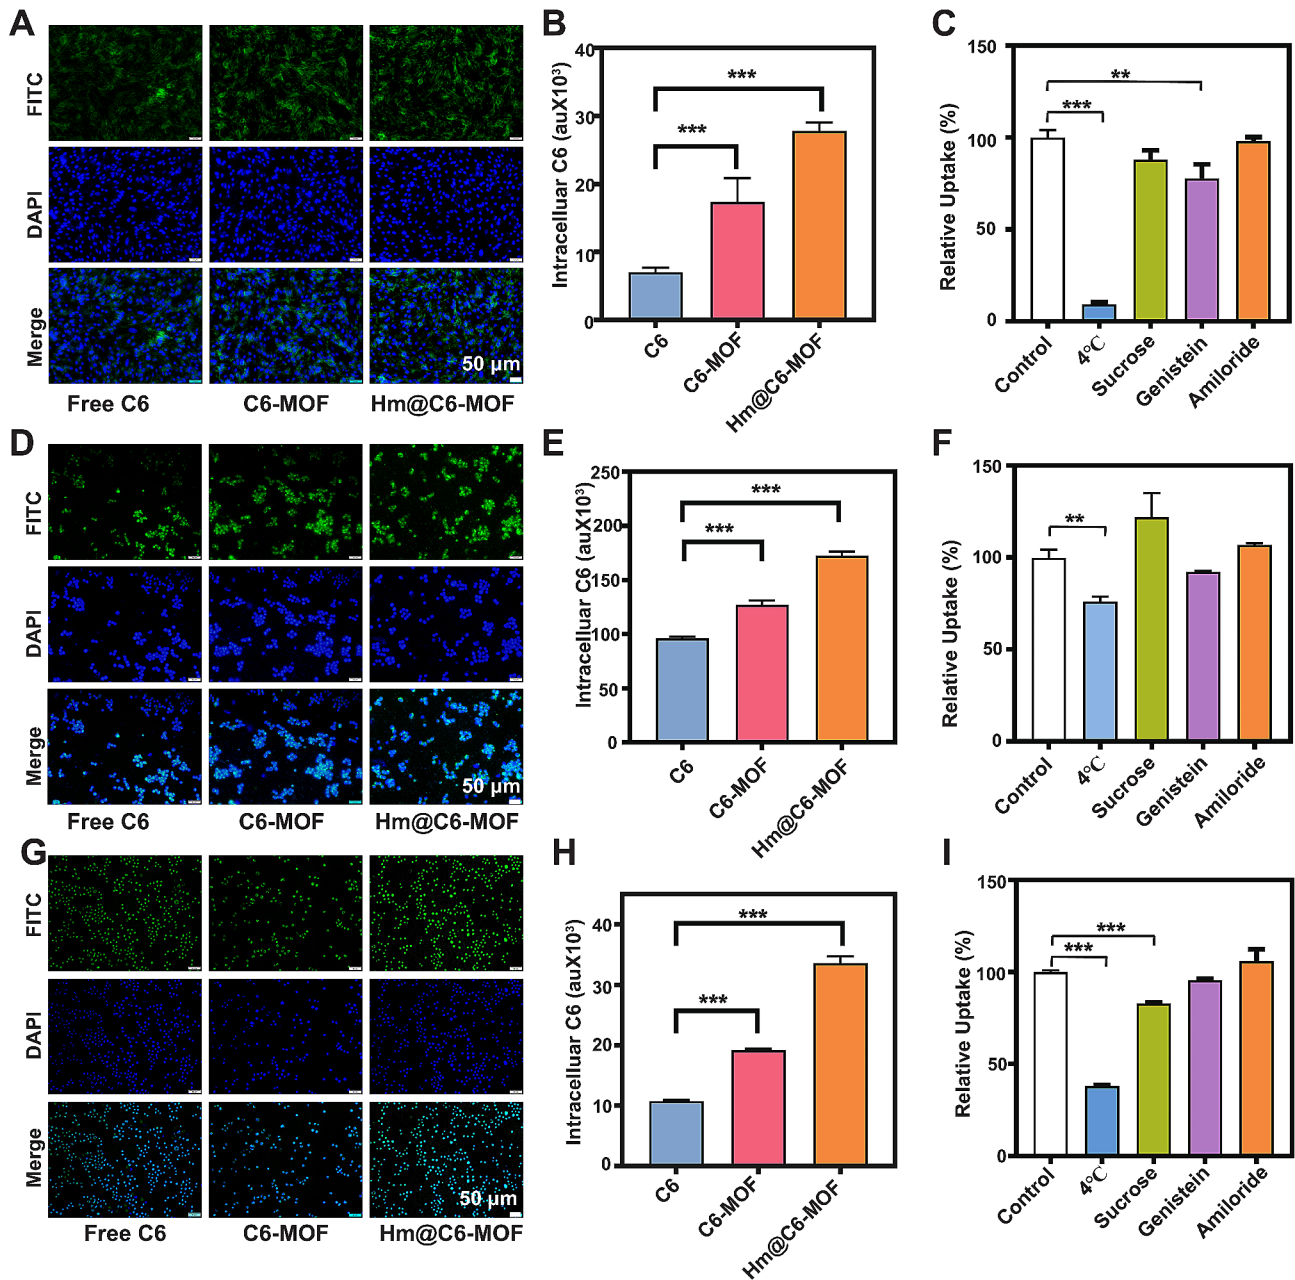 A
FITC
DAPI
Merge
50 μm
Free C6
C6-MOF
Hm@C6-MOF
B
Intracelluar C6 (auX10³)
40
30
20
10
0
***
***
C6
C6-MOF
Hm@C6-MOF
C
Relative Uptake (%)
150
100
50
0
**
***
Control
4℃
Sucrose
Genistein
Amiloride
D
FITC
DAPI
Merge
50 μm
Free C6
C6-MOF
Hm@C6-MOF
E
Intracelluar C6 (auX10³)
250
200
150
100
50
0
***
***
C6
C6-MOF
Hm@C6-MOF
F
Relative Uptake (%)
150
100
50
0
**
Control
4℃
Sucrose
Genistein
Amiloride
G
FITC
DAPI
Merge
50 μm
Free C6
C6-MOF
Hm@C6-MOF
H
Intracelluar C6 (auX10³)
40
30
20
10
0
***
***
C6
C6-MOF
Hm@C6-MOF
I
Relative Uptake (%)
150
100
50
0
***
***
Control
4℃
Sucrose
Genistein
Amiloride